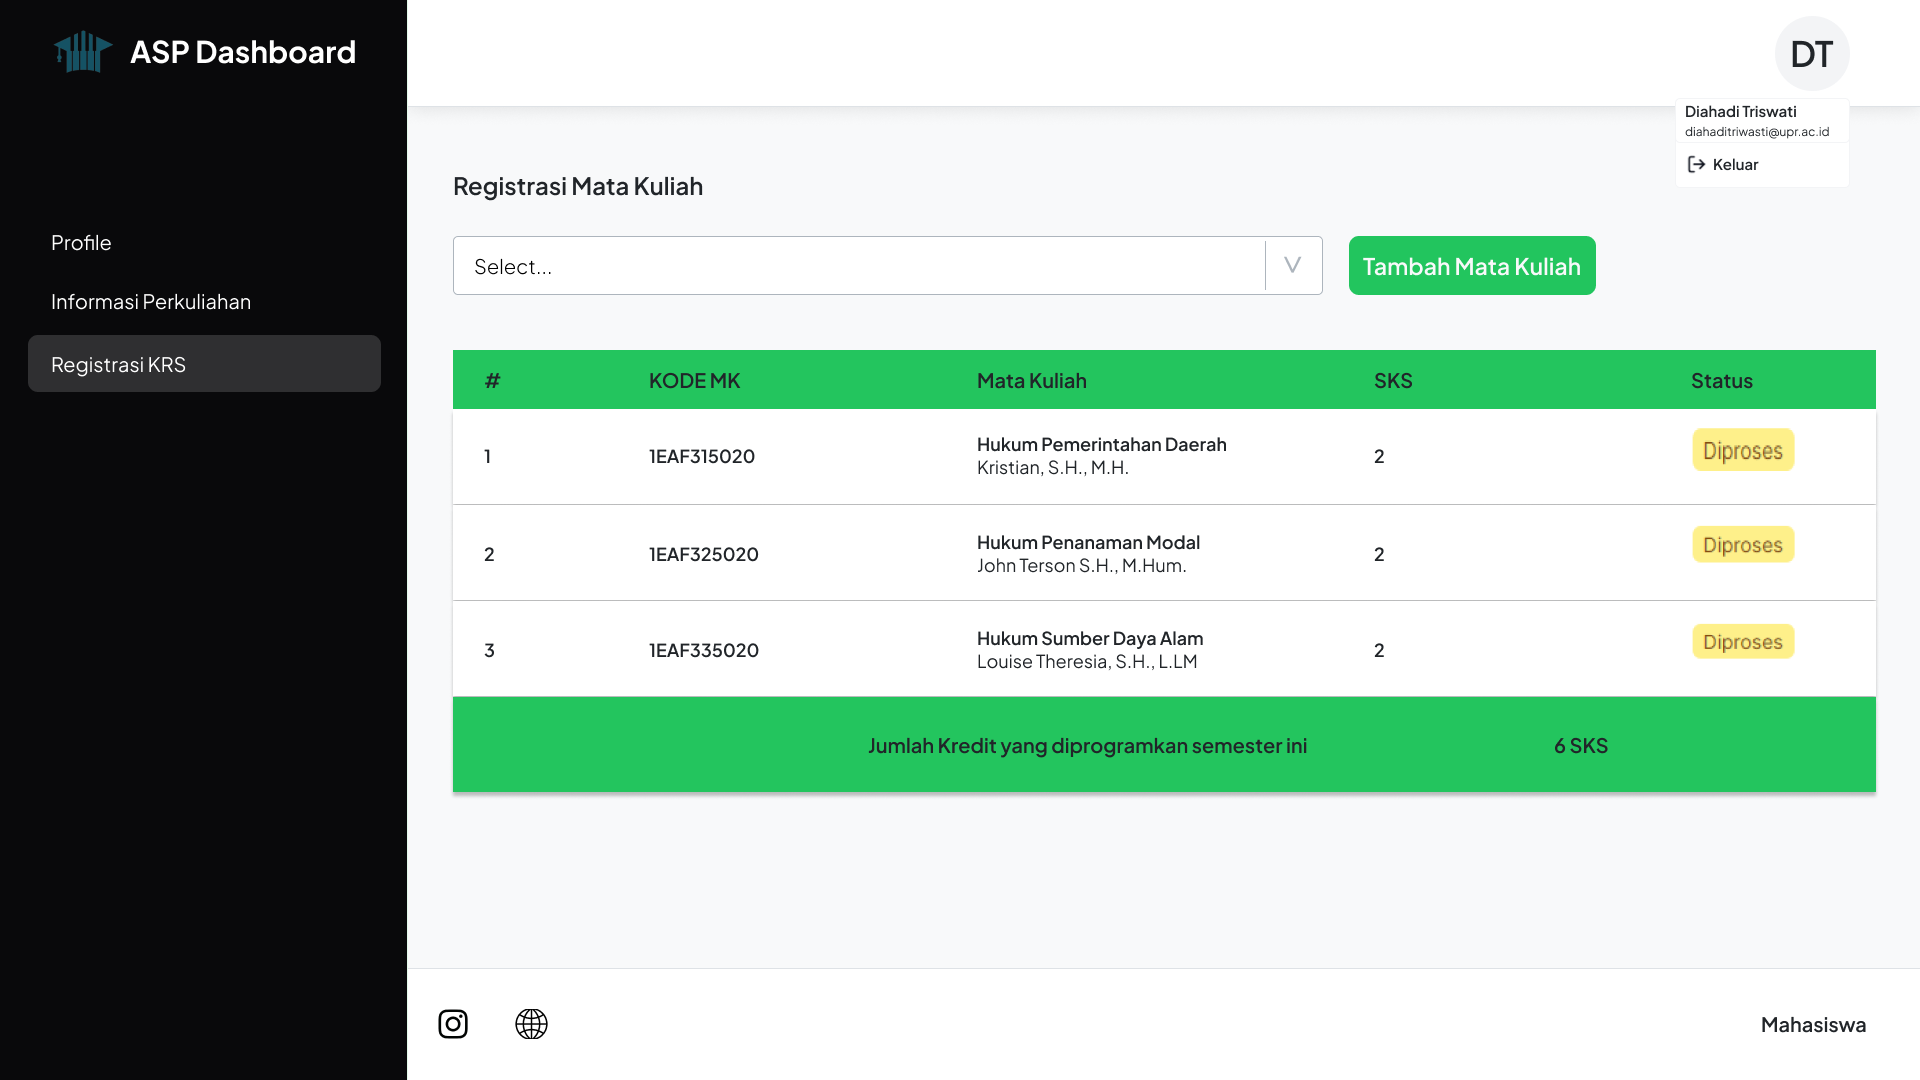 ASP Dashboard
DT
Diahadi Triswati
diahaditriwasti@upr.ac.id
Keluar
Profile
Informasi Perkuliahan
Registrasi KRS
Registrasi Mata Kuliah
Select...
Tambah Mata Kuliah
# KODE MK Mata Kuliah SKS Status
1 1EAF315020 Hukum Pemerintahan Daerah 2 Diproses
Kristian, S.H., M.H.
2 1EAF325020 Hukum Penanaman Modal 2 Diproses
John Terson S.H., M.Hum.
3 1EAF335020 Hukum Sumber Daya Alam 2 Diproses
Louise Theresia, S.H., L.LM
Jumlah Kredit yang diprogramkan semester ini 6 SKS
Mahasiswa